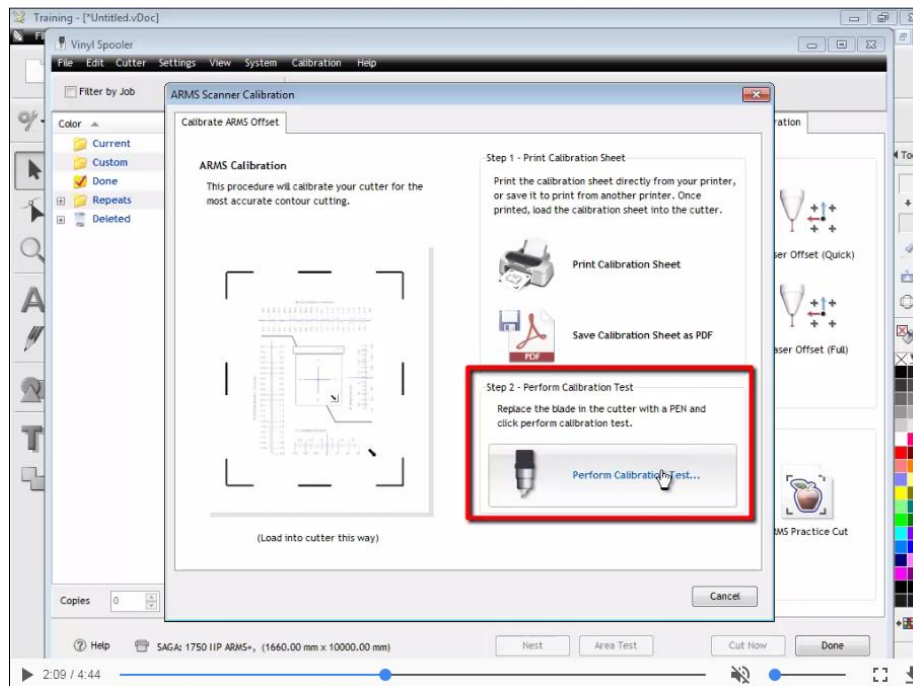 Training - [*Untitled.vDoc]
Vinyl Spooler
File Edit Cutter Settings View System Calibration Help
Filter by Job
ARMS Scanner Calibration
Color
Calibrate ARMS Offset
Current
Custom
Done
Repeats
Deleted
ARMS Calibration
This procedure will calibrate your cutter for the
most accurate contour cutting.
(Load into cutter this way)
Step 1 - Print Calibration Sheet
Print the calibration sheet directly from your printer,
or save it to print from another printer. Once
printed, load the calibration sheet into the cutter.
Print Calibration Sheet
PDF
Save Calibration Sheet as PDF
Step 2 - Perform Calibration Test
Replace the blade in the cutter with a PEN and
click perform calibration test.
Perform Calibration Test...
Cancel
ration
ser Offset (Quick)
aser Offset (Full)
MS Practice Cut
Copies 0
Help SAGA: 1750 IIP ARMS+, (1660.00 mm x 10000.00 mm) Nest Area Test Cut Now Done
2:09 / 4:44